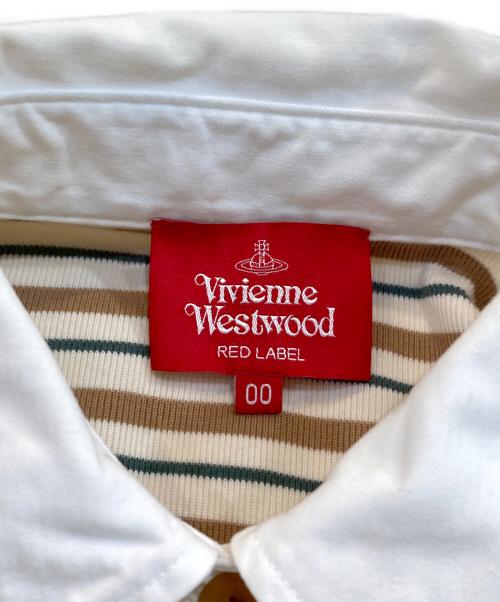 Vivienne
Westwood
RED LABEL
00